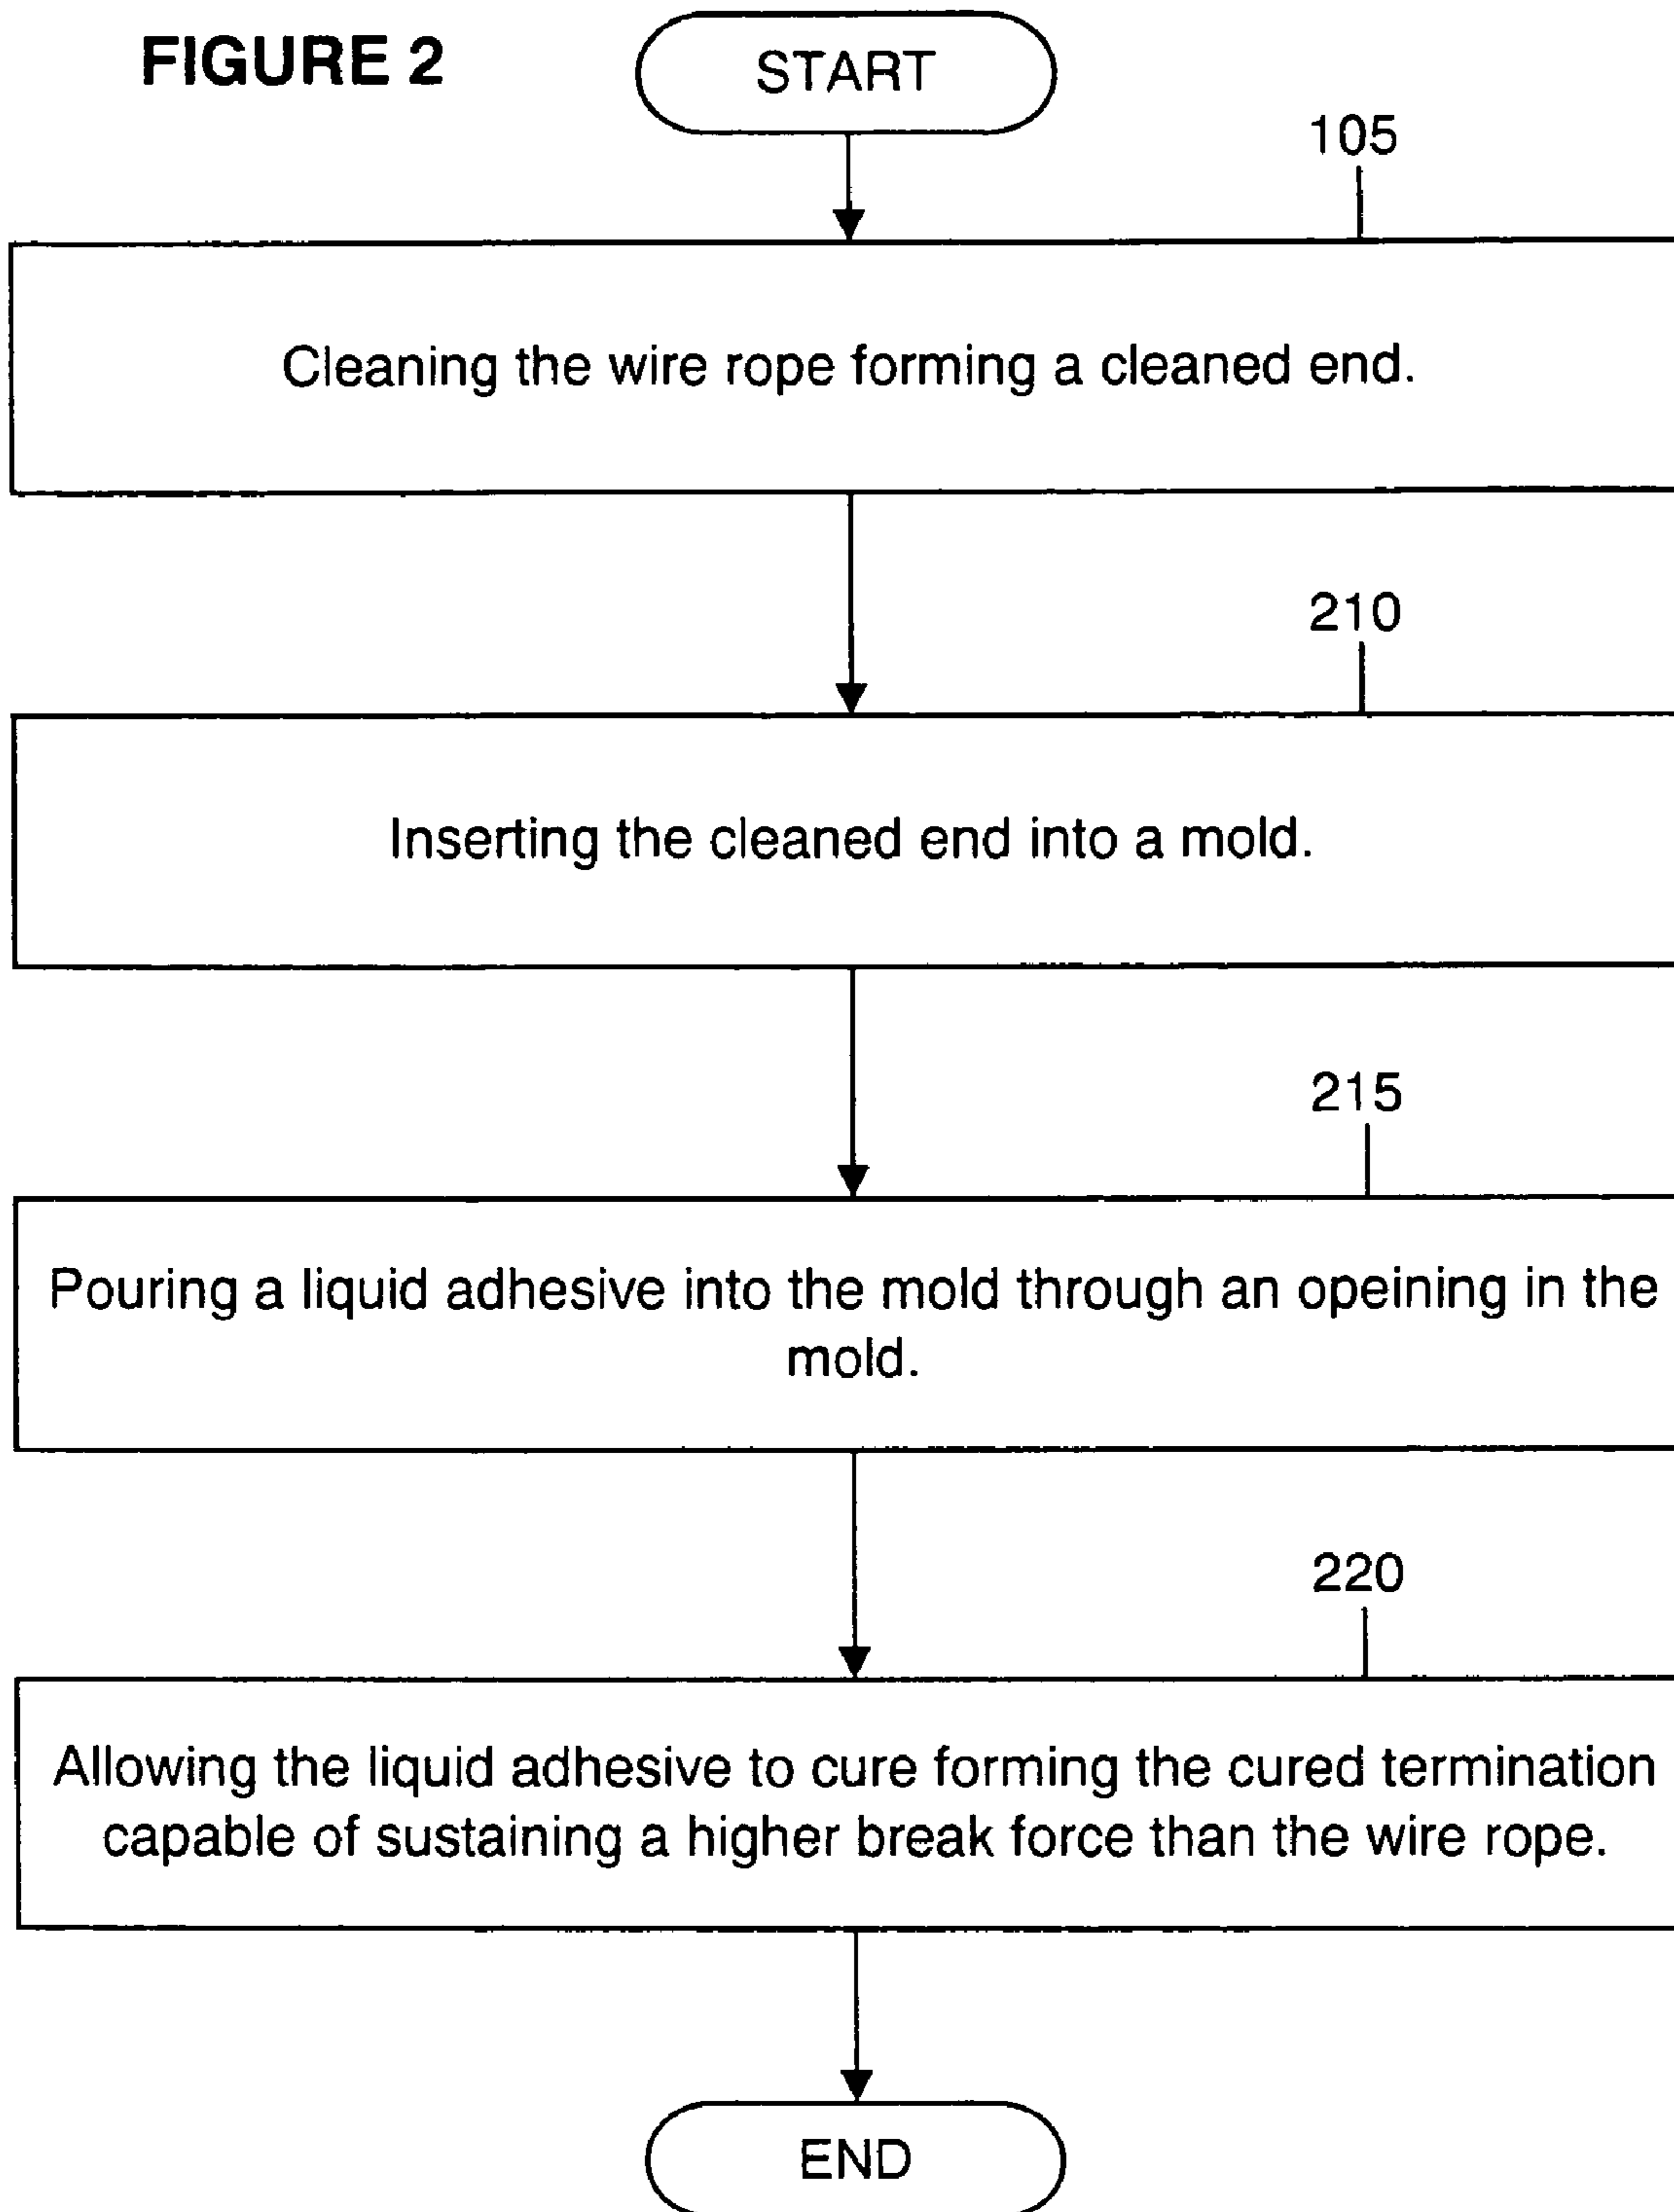 FIGURE 2
START
105
Cleaning the wire rope forming a cleaned end.
210
Inserting the cleaned end into a mold.
215
Pouring a liquid adhesive into the mold through an opeining in the
mold.
220
Allowing the liquid adhesive to cure forming the cured termination
capable of sustaining a higher break force than the wire rope.
END